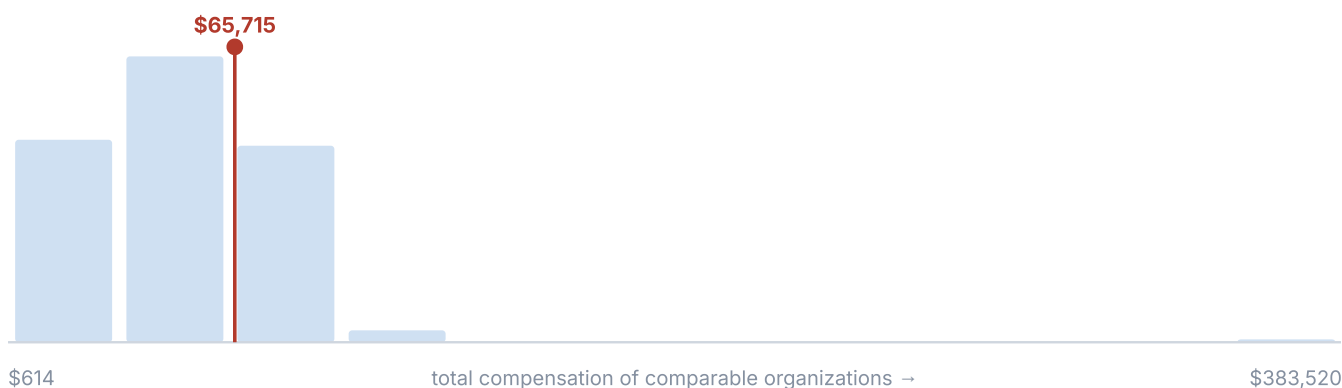 $65,715
$614 total compensation of comparable organizations → $383,520